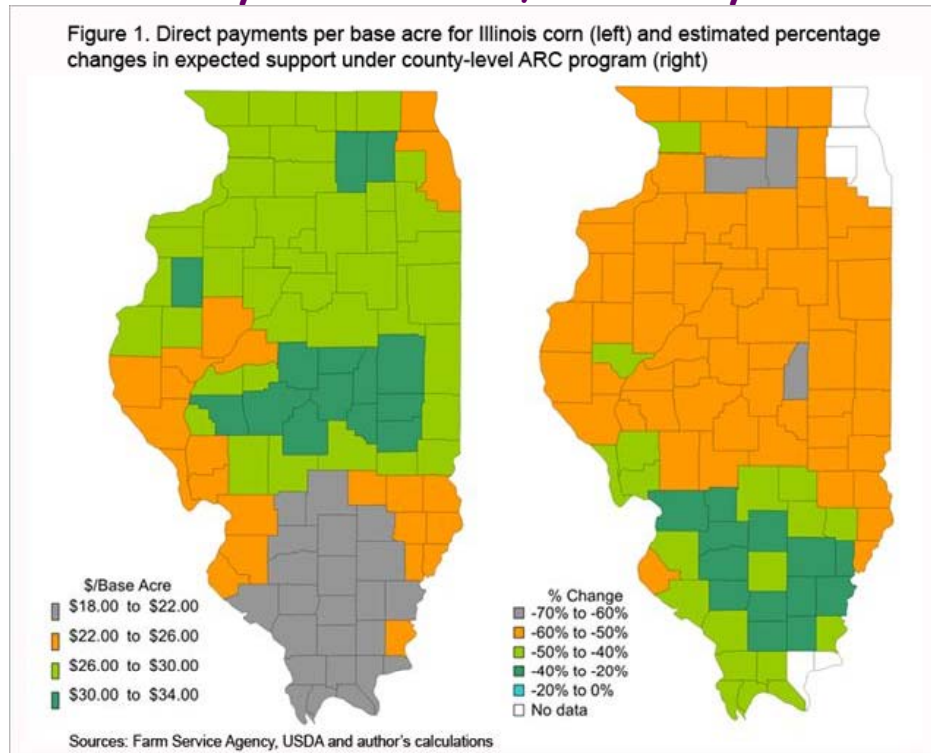 Figure 1. Direct payments per base acre for Illinois corn (left) and estimated percentage
changes in expected support under county-level ARC program (right)
$/Base Acre
$18.00 to $22.00
$22.00 to $26.00
$26.00 to $30.00
$30.00 to $34.00
% Change
-70% to -60%
-60% to -50%
-50% to -40%
-40% to -20%
-20% to 0%
No data
Sources: Farm Service Agency, USDA and author's calculations